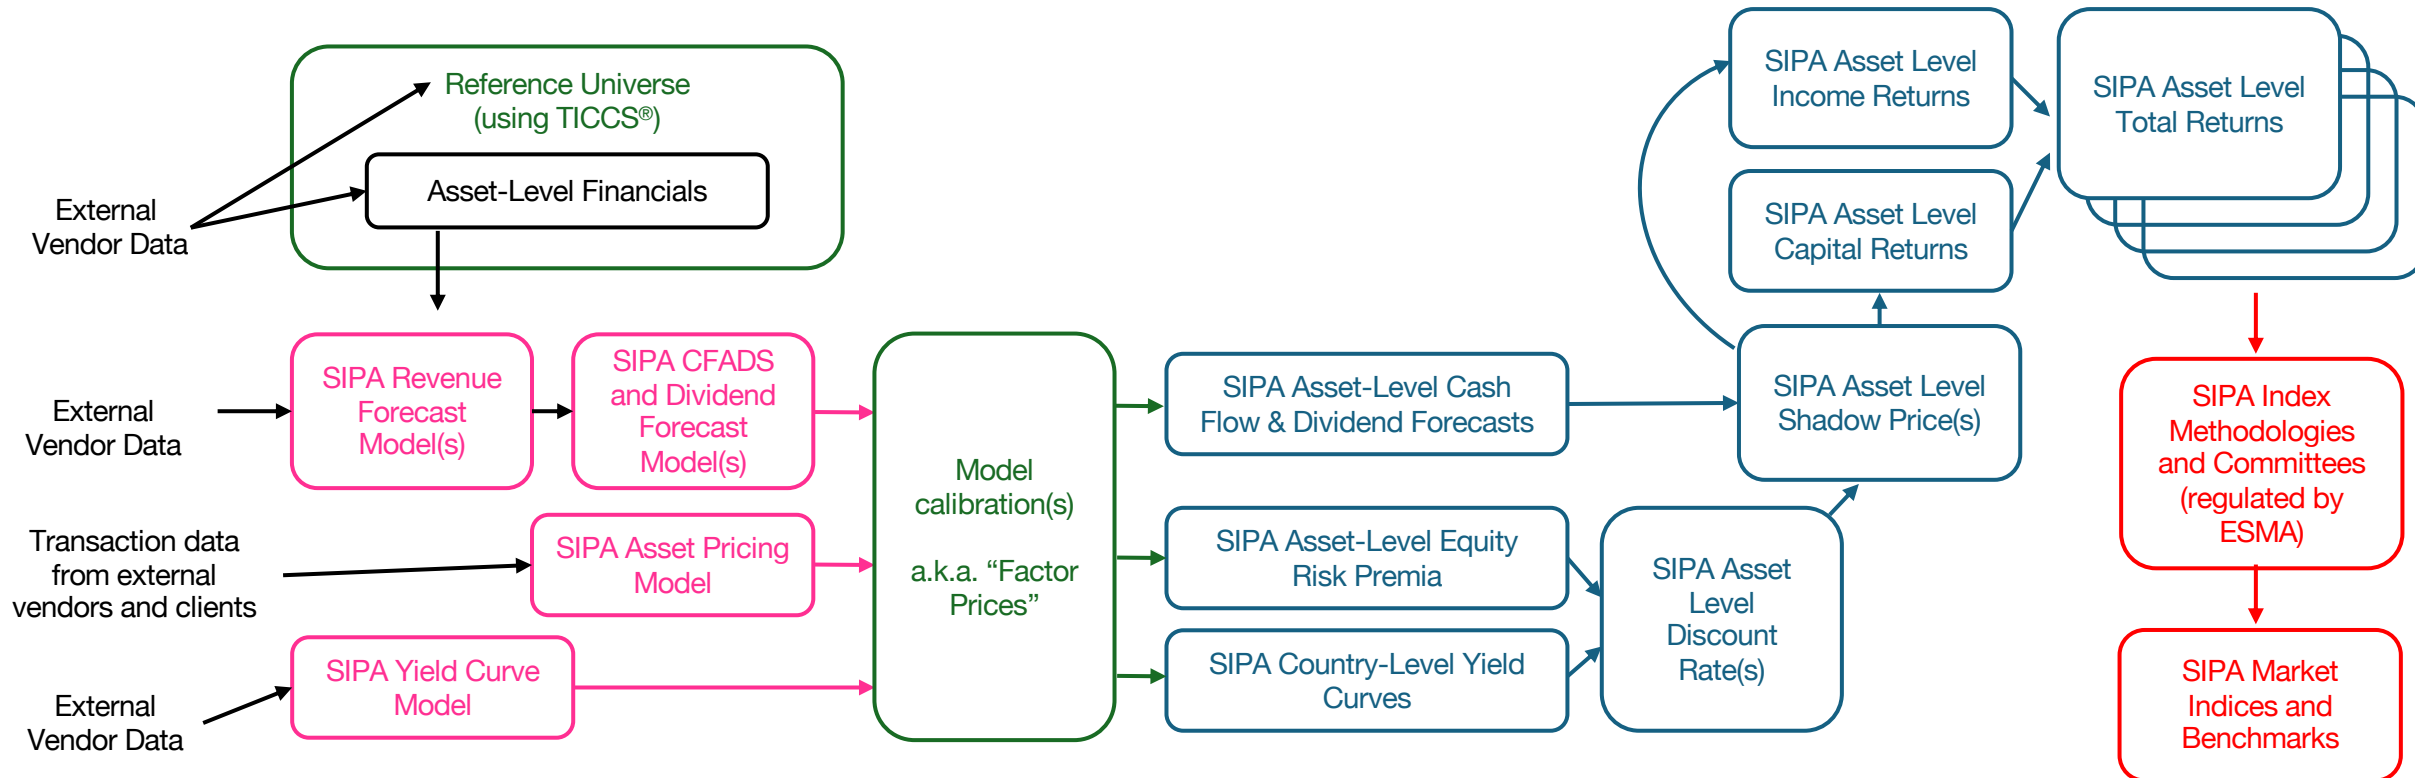 Reference Universe
(using TICCS®)
Asset-Level Financials
External
Vendor Data
SIPA Revenue
Forecast
Model(s)
SIPA CFADS
and Dividend
Forecast
Model(s)
External
Vendor Data
Transaction data
from external
vendors and clients
SIPA Asset Pricing
Model
SIPA Yield Curve
Model
External
Vendor Data
Model
calibration(s)
a.k.a. “Factor
Prices”
SIPA Asset-Level Cash
Flow & Dividend Forecasts
SIPA Asset-Level Equity
Risk Premia
SIPA Country-Level Yield
Curves
SIPA Asset
Level
Discount
Rate(s)
SIPA Asset Level
Shadow Price(s)
SIPA Asset Level
Income Returns
SIPA Asset Level
Capital Returns
SIPA Asset Level
Total Returns
SIPA Index
Methodologies
and Committees
(regulated by
ESMA)
SIPA Market
Indices and
Benchmarks